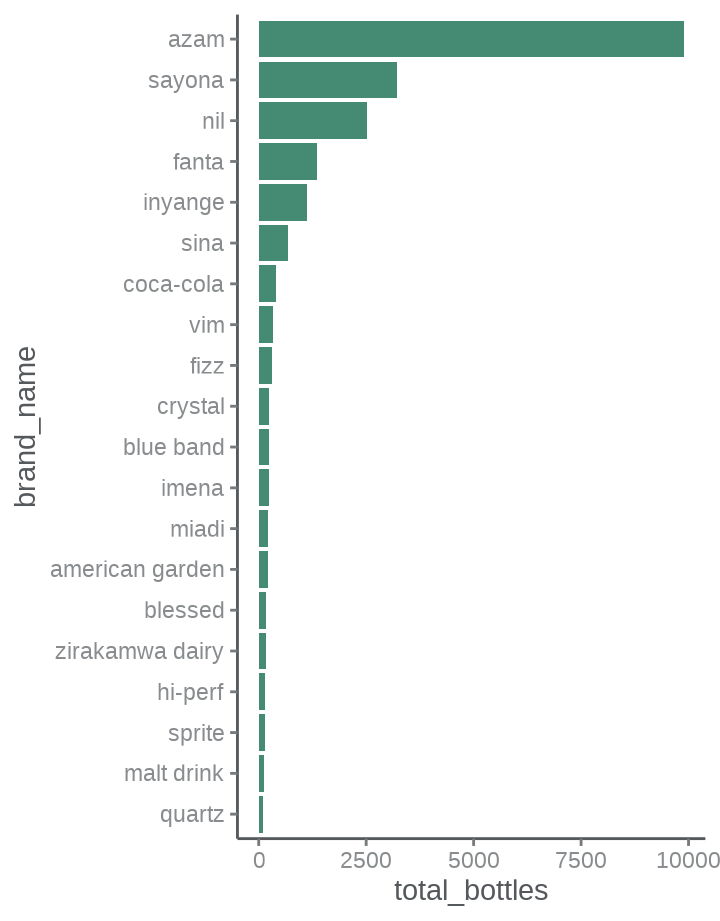 azam
sayona
nil
fanta
inyange
sina
coca-cola
vim
fizz
crystal
blue band
imena
miadi
american garden
blessed
zirakamwa dairy
hi-perf
sprite
malt drink
quartz
brand_name
0 2500 5000 7500 10000
total_bottles